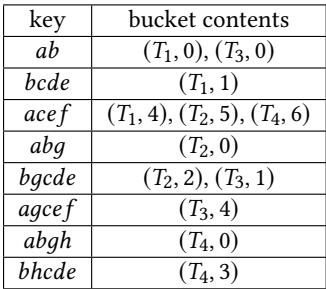 key bucket contents
ab (T1, 0), (T3, 0)
bcde (T1, 1)
acef (T1, 4), (T2, 5), (T4, 6)
abg (T2, 0)
bgcde (T2, 2), (T3, 1)
agcef (T3, 4)
abgh (T4, 0)
bhcde (T4, 3)